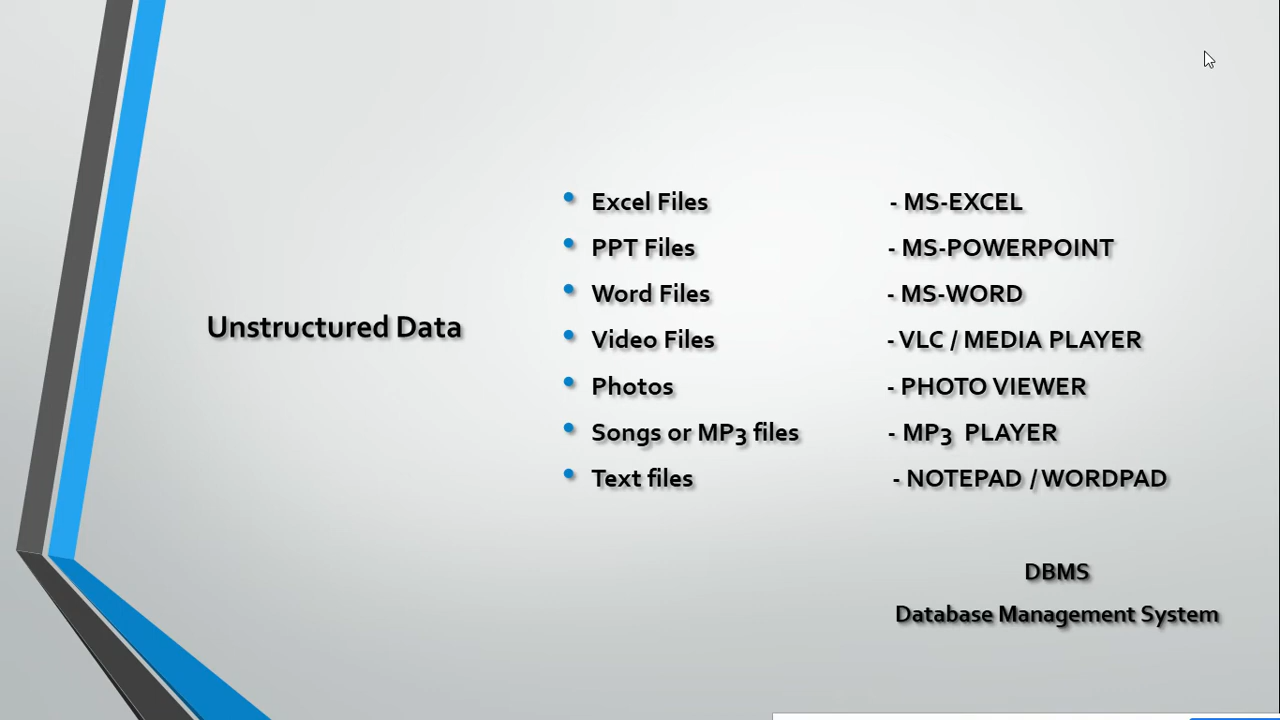 Unstructured Data
• Excel Files - MS-EXCEL
• PPT Files - MS-POWERPOINT
• Word Files - MS-WORD
• Video Files - VLC / MEDIA PLAYER
• Photos - PHOTO VIEWER
• Songs or MP3 files - MP3 PLAYER
• Text files - NOTEPAD / WORDPAD
DBMS
Database Management System